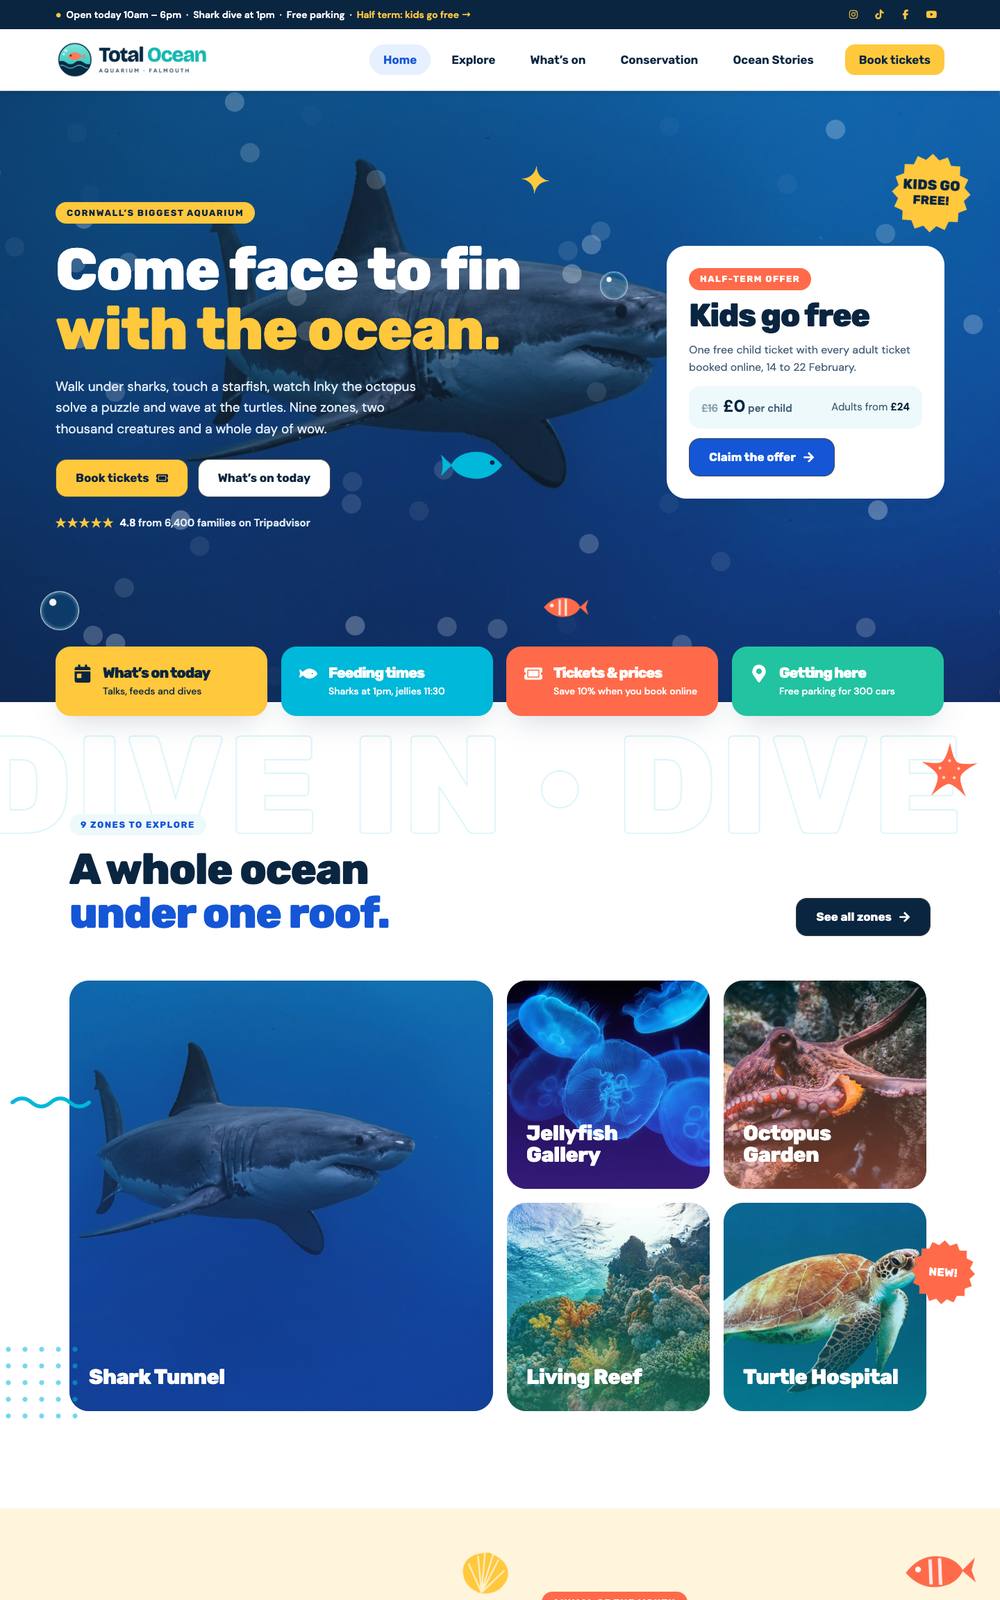 Open today 10am – 6pm · Shark dive at 1pm · Free parking · Half term: kids go free →
Total Ocean
AQUARIUM · FALMOUTH
Home
Explore
What's on
Conservation
Ocean Stories
Book tickets
KIDS GO
FREE!
CORNWALL'S BIGGEST AQUARIUM
Come face to fin
with the ocean.
Walk under sharks, touch a starfish, watch Inky the octopus
solve a puzzle and wave at the turtles. Nine zones, two
thousand creatures and a whole day of wow.
Book tickets
What's on today
★★★★★ 4.8 from 6,400 families on Tripadvisor
HALF-TERM OFFER
Kids go free
One free child ticket with every adult ticket
booked online, 14 to 22 February.
£16 £0 per child
Adults from £24
Claim the offer →
What's on today
Talks, feeds and dives
Feeding times
Sharks at 1pm, jellies 11:30
Tickets & prices
Save 10% when you book online
Getting here
Free parking for 300 cars
DIVE IN · DIVE
9 ZONES TO EXPLORE
A whole ocean
under one roof.
See all zones →
Shark Tunnel
Jellyfish
Gallery
Octopus
Garden
Living Reef
Turtle Hospital
NEW!